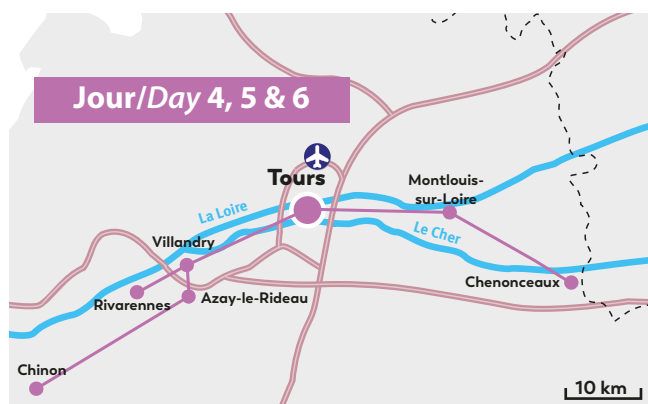 Jour/Day 4, 5 & 6
Tours
Montlouis-
sur-Loire
La Loire
Le Cher
Villandry
Chenonceaux
Rivarennes
Azay-le-Rideau
Chinon
10 km